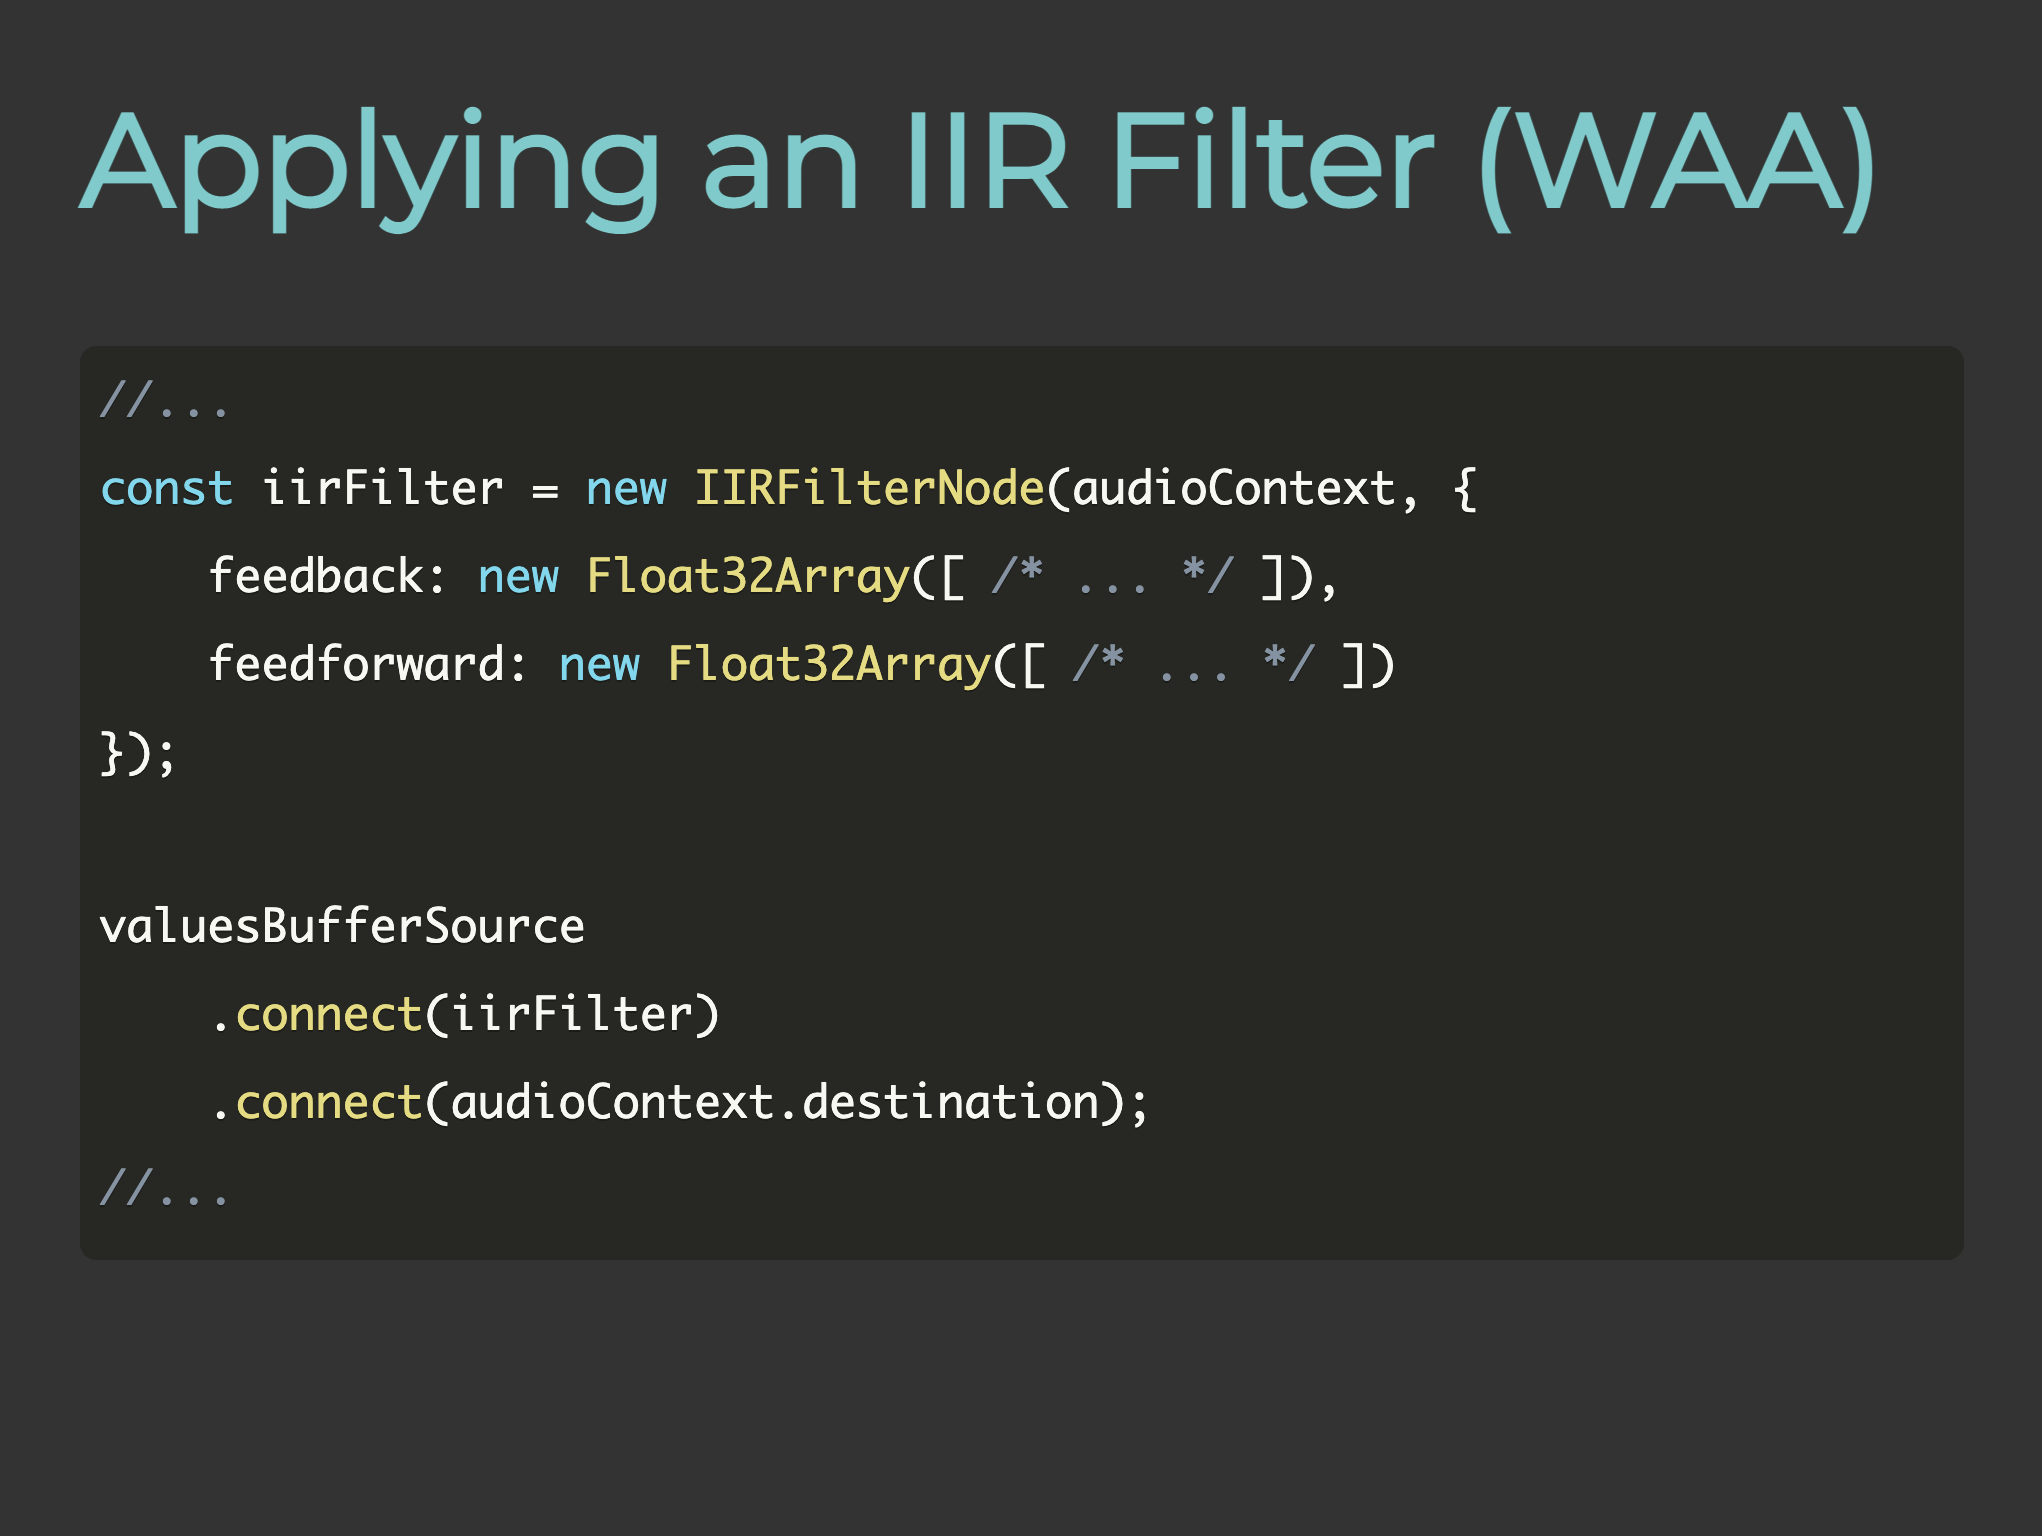 Applying an IIR Filter (WAA)
//...
const iirFilter = new IIRFilterNode(audioContext, {
    feedback: new Float32Array([ /* ... */ ]),
    feedforward: new Float32Array([ /* ... */ ])
});

valuesBufferSource
    .connect(iirFilter)
    .connect(audioContext.destination);
//...